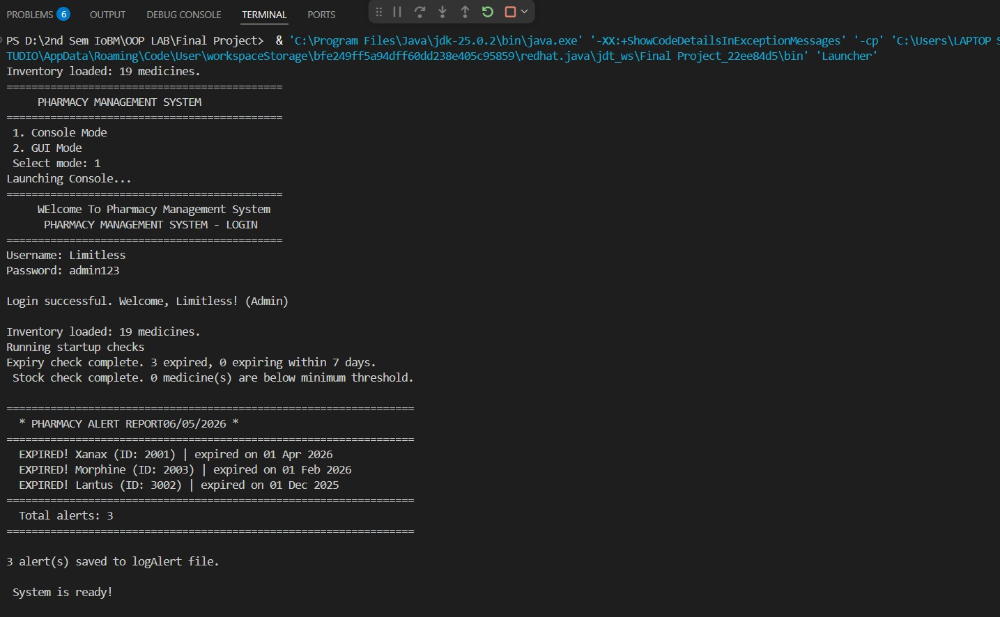 PROBLEMS 6 OUTPUT DEBUG CONSOLE TERMINAL PORTS
PS D:\2nd Sem IoBM\OOP LAB\Final Project>  & 'C:\Program Files\Java\jdk-25.0.2\bin\java.exe' '-XX:+ShowCodeDetailsInExceptionMessages' '-cp' 'C:\Users\LAPTOP S
TUDIO\AppData\Roaming\Code\User\workspaceStorage\bfe249ff5a94dff60dd238e405c95859\redhat.java\jdt_ws\Final Project_22ee84d5\bin' 'Launcher'
Inventory loaded: 19 medicines.
============================================
     PHARMACY MANAGEMENT SYSTEM
============================================
 1. Console Mode
 2. GUI Mode
 Select mode: 1
Launching Console...
============================================
     WElcome To Pharmacy Management System
      PHARMACY MANAGEMENT SYSTEM - LOGIN
============================================
Username: Limitless
Password: admin123
Login successful. Welcome, Limitless! (Admin)
Inventory loaded: 19 medicines.
Running startup checks
Expiry check complete. 3 expired, 0 expiring within 7 days.
 Stock check complete. 0 medicine(s) are below minimum threshold.
=================================================================
  * PHARMACY ALERT REPORT06/05/2026 *
=================================================================
  EXPIRED! Xanax (ID: 2001) | expired on 01 Apr 2026
  EXPIRED! Morphine (ID: 2003) | expired on 01 Feb 2026
  EXPIRED! Lantus (ID: 3002) | expired on 01 Dec 2025
=================================================================
  Total alerts: 3
=================================================================
3 alert(s) saved to logAlert file.
 System is ready!